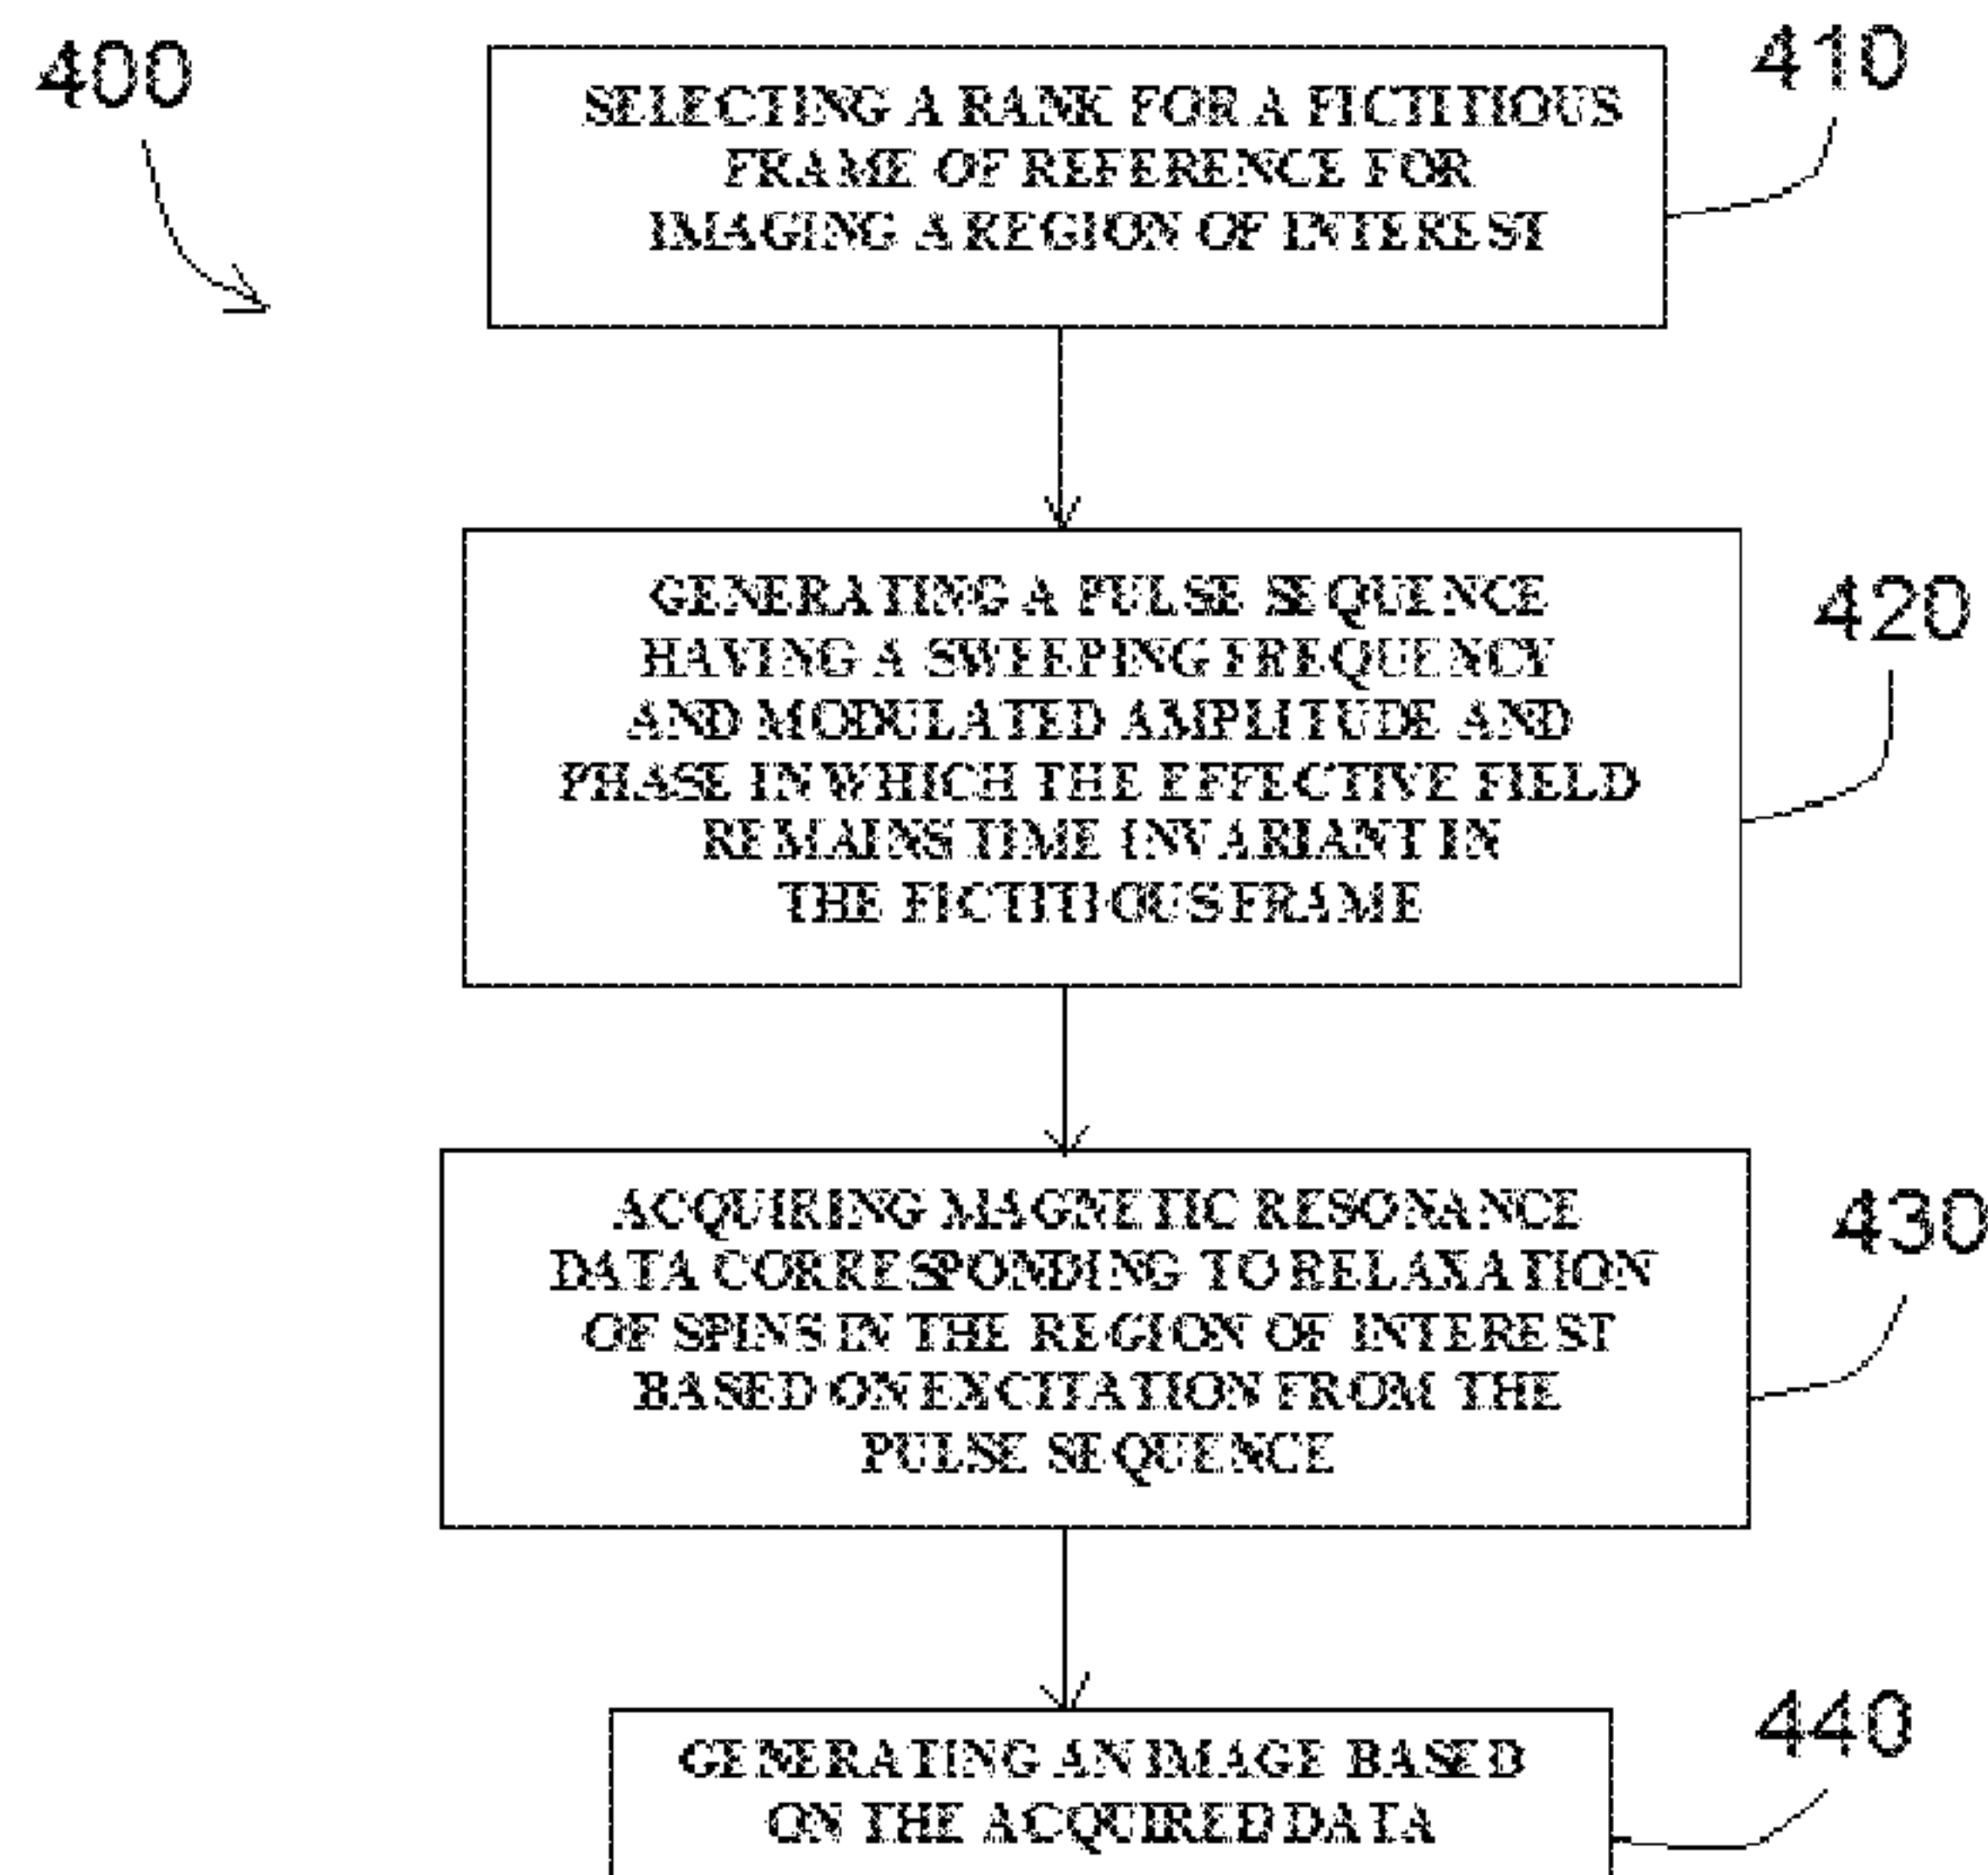 400
410
SELECTING A RANK FOR A FICTITIOUS
FRAME OF REFERENCE FOR
IMAGING A REGION OF INTEREST
GENERATING A PULSE SEQUENCE
HAVING A SWEEPING FREQUENCY
AND MODULATED AMPLITUDE AND
PHASE IN WHICH THE EFFECTIVE FIELD
REMAINS TIME INVARIANT IN
THE FICTITIOUS FRAME
420
ACQUIRING MAGNETIC RESONANCE
DATA CORRESPONDING TO RELAXATION
OF SPINS IN THE REGION OF INTEREST
BASED ON EXCITATION FROM THE
PULSE SEQUENCE
430
GENERATING AN IMAGE BASED
ON THE ACQUIRED DATA
440